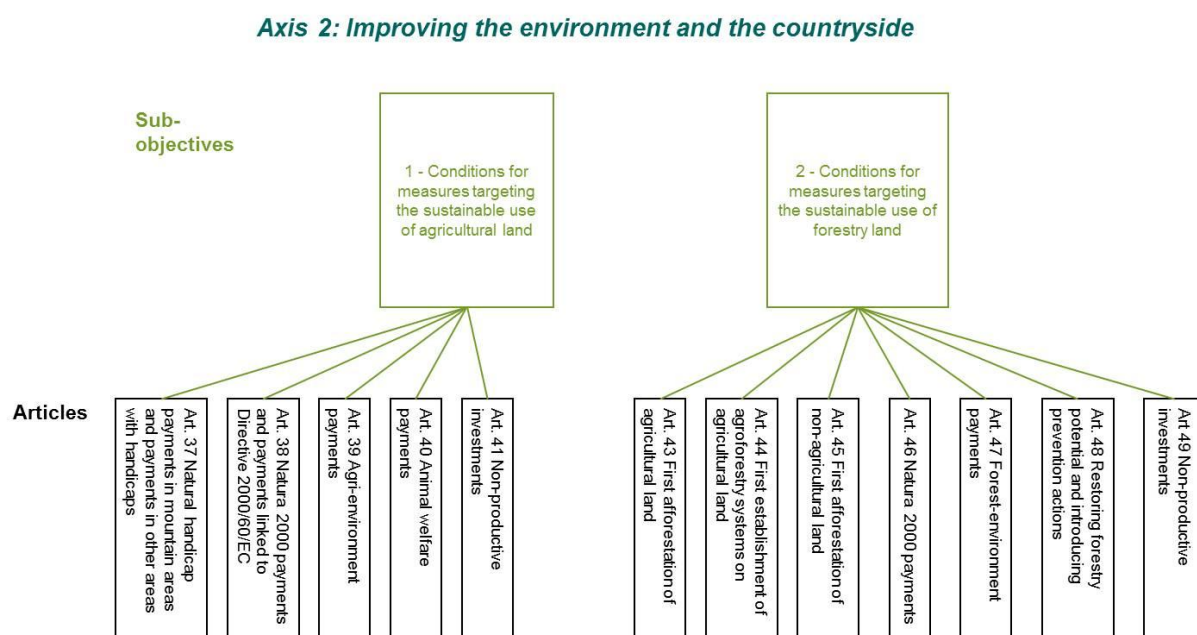 Axis 2: Improving the environment and the countryside
Sub-
objectives
1 - Conditions for
measures targeting
the sustainable use
of agricultural land
2 - Conditions for
measures targeting
the sustainable use of
forestry land
Articles
Art. 37 Natural handicap
payments in mountain areas
and payments in other areas
with handicaps
Art. 38 Natura 2000 payments
and payments linked to
Directive 2000/60/EC
Art. 39 Agri-environment
payments
Art. 40 Animal welfare
payments
Art. 41 Non-productive
investments
Art. 43 First afforestation of
agricultural land
Art. 44 First establishment of
agroforestry systems on
agricultural land
Art. 45 First afforestation of
non-agricultural land
Art. 46 Natura 2000 payments
Art. 47 Forest-environment
payments
Art. 48 Restoring forestry
potential and introducing
prevention actions
Art 49 Non-productive
investments